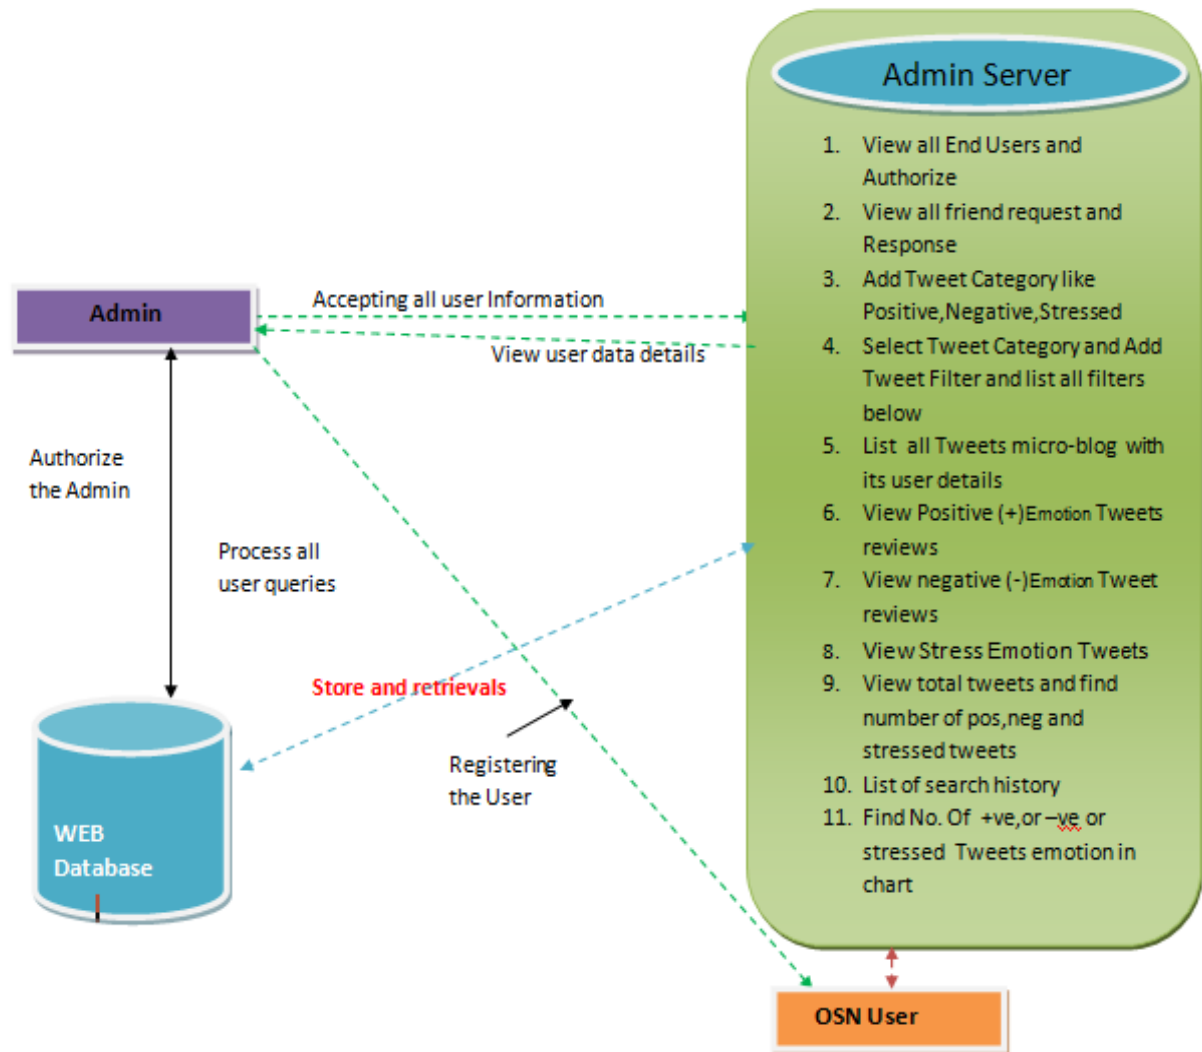 Admin Server
1. View all End Users and
Authorize
2. View all friend request and
Response
3. Add Tweet Category like
Positive,Negative,Stressed
4. Select Tweet Category and Add
Tweet Filter and list all filters
below
5. List all Tweets micro-blog with
its user details
6. View Positive (+)Emotion Tweets
reviews
7. View negative (-)Emotion Tweet
reviews
8. View Stress Emotion Tweets
9. View total tweets and find
number of pos,neg and
stressed tweets
10. List of search history
11. Find No. Of +ve,or –ve or
stressed Tweets emotion in
chart
Admin
Accepting all user Information
View user data details
Authorize
the Admin
Process all
user queries
Store and retrievals
Registering
the User
WEB
Database
OSN User